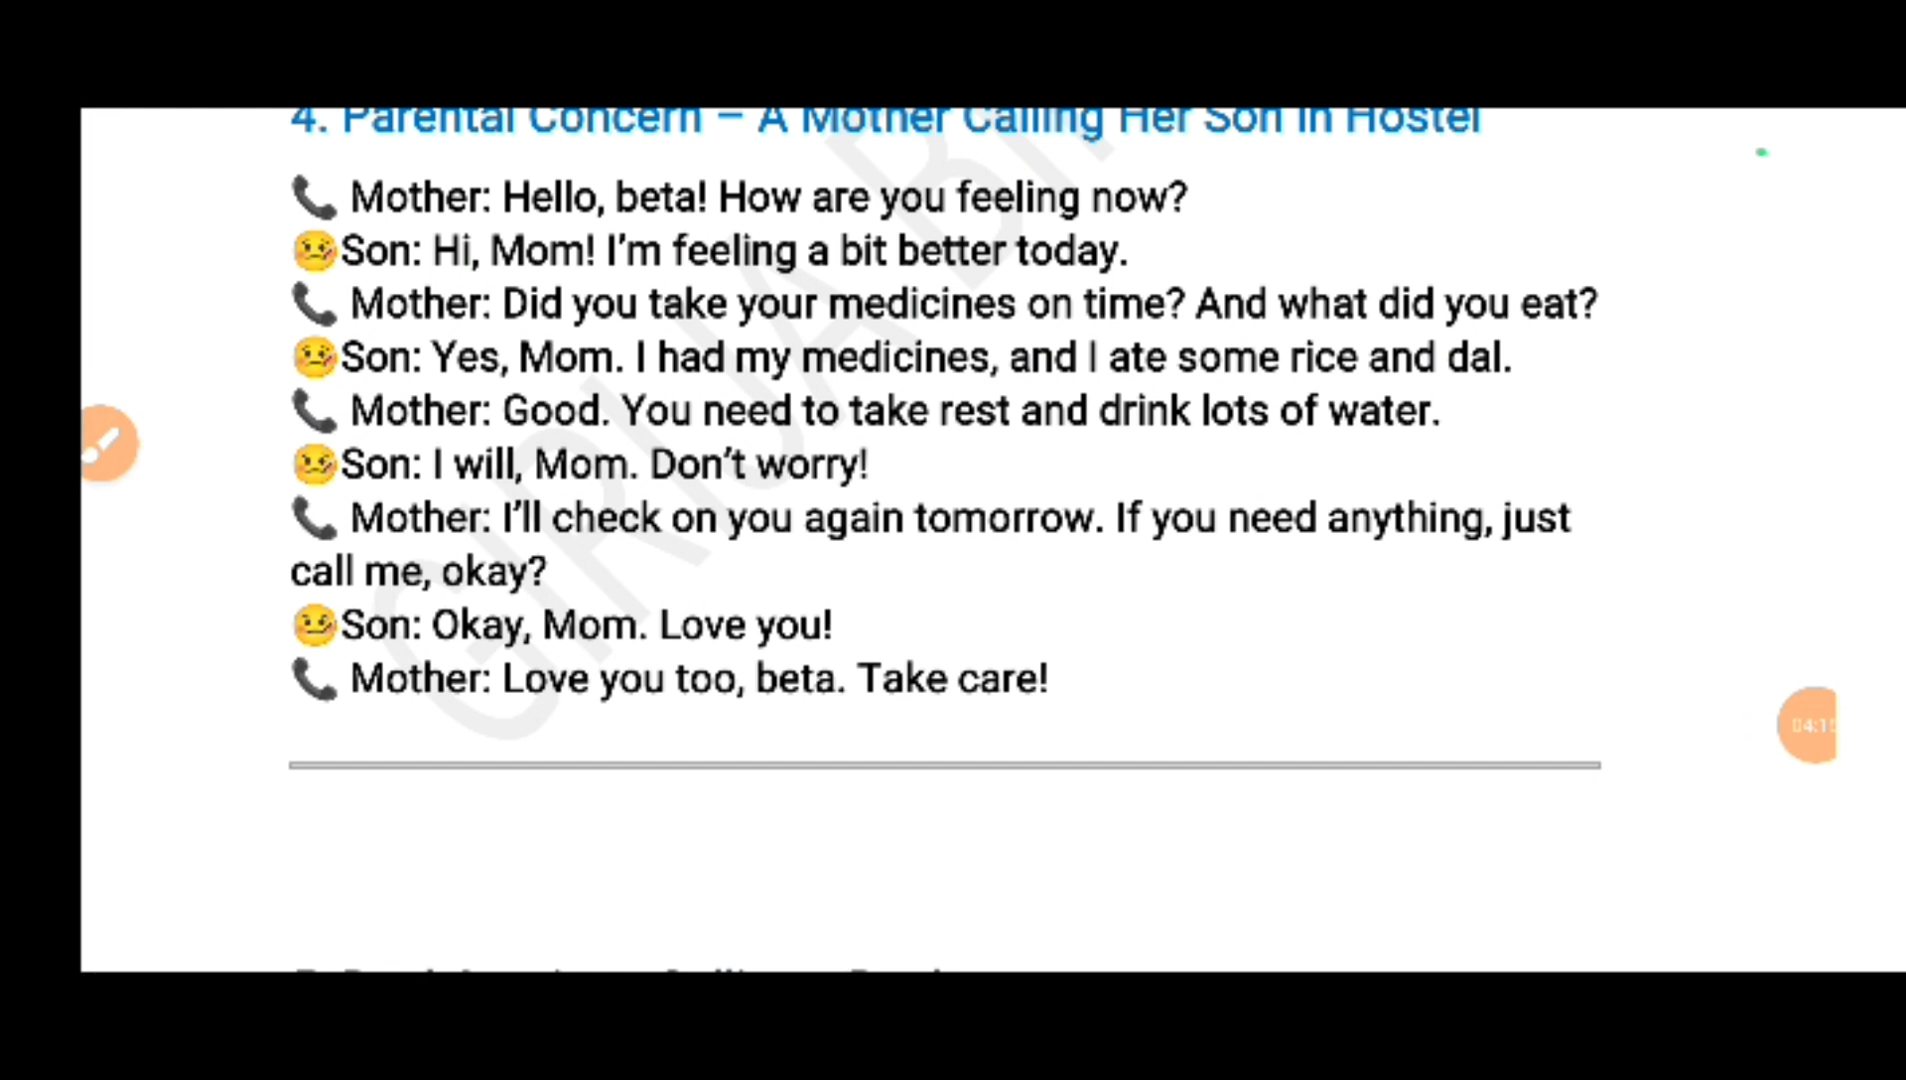 4. Parental Concern – A Mother Calling Her Son in Hostel
📞 Mother: Hello, beta! How are you feeling now?
🤒Son: Hi, Mom! I’m feeling a bit better today.
📞 Mother: Did you take your medicines on time? And what did you eat?
🤒Son: Yes, Mom. I had my medicines, and I ate some rice and dal.
📞 Mother: Good. You need to take rest and drink lots of water.
🤒Son: I will, Mom. Don’t worry!
📞 Mother: I’ll check on you again tomorrow. If you need anything, just
call me, okay?
🤒Son: Okay, Mom. Love you!
📞 Mother: Love you too, beta. Take care!
GIRIJA